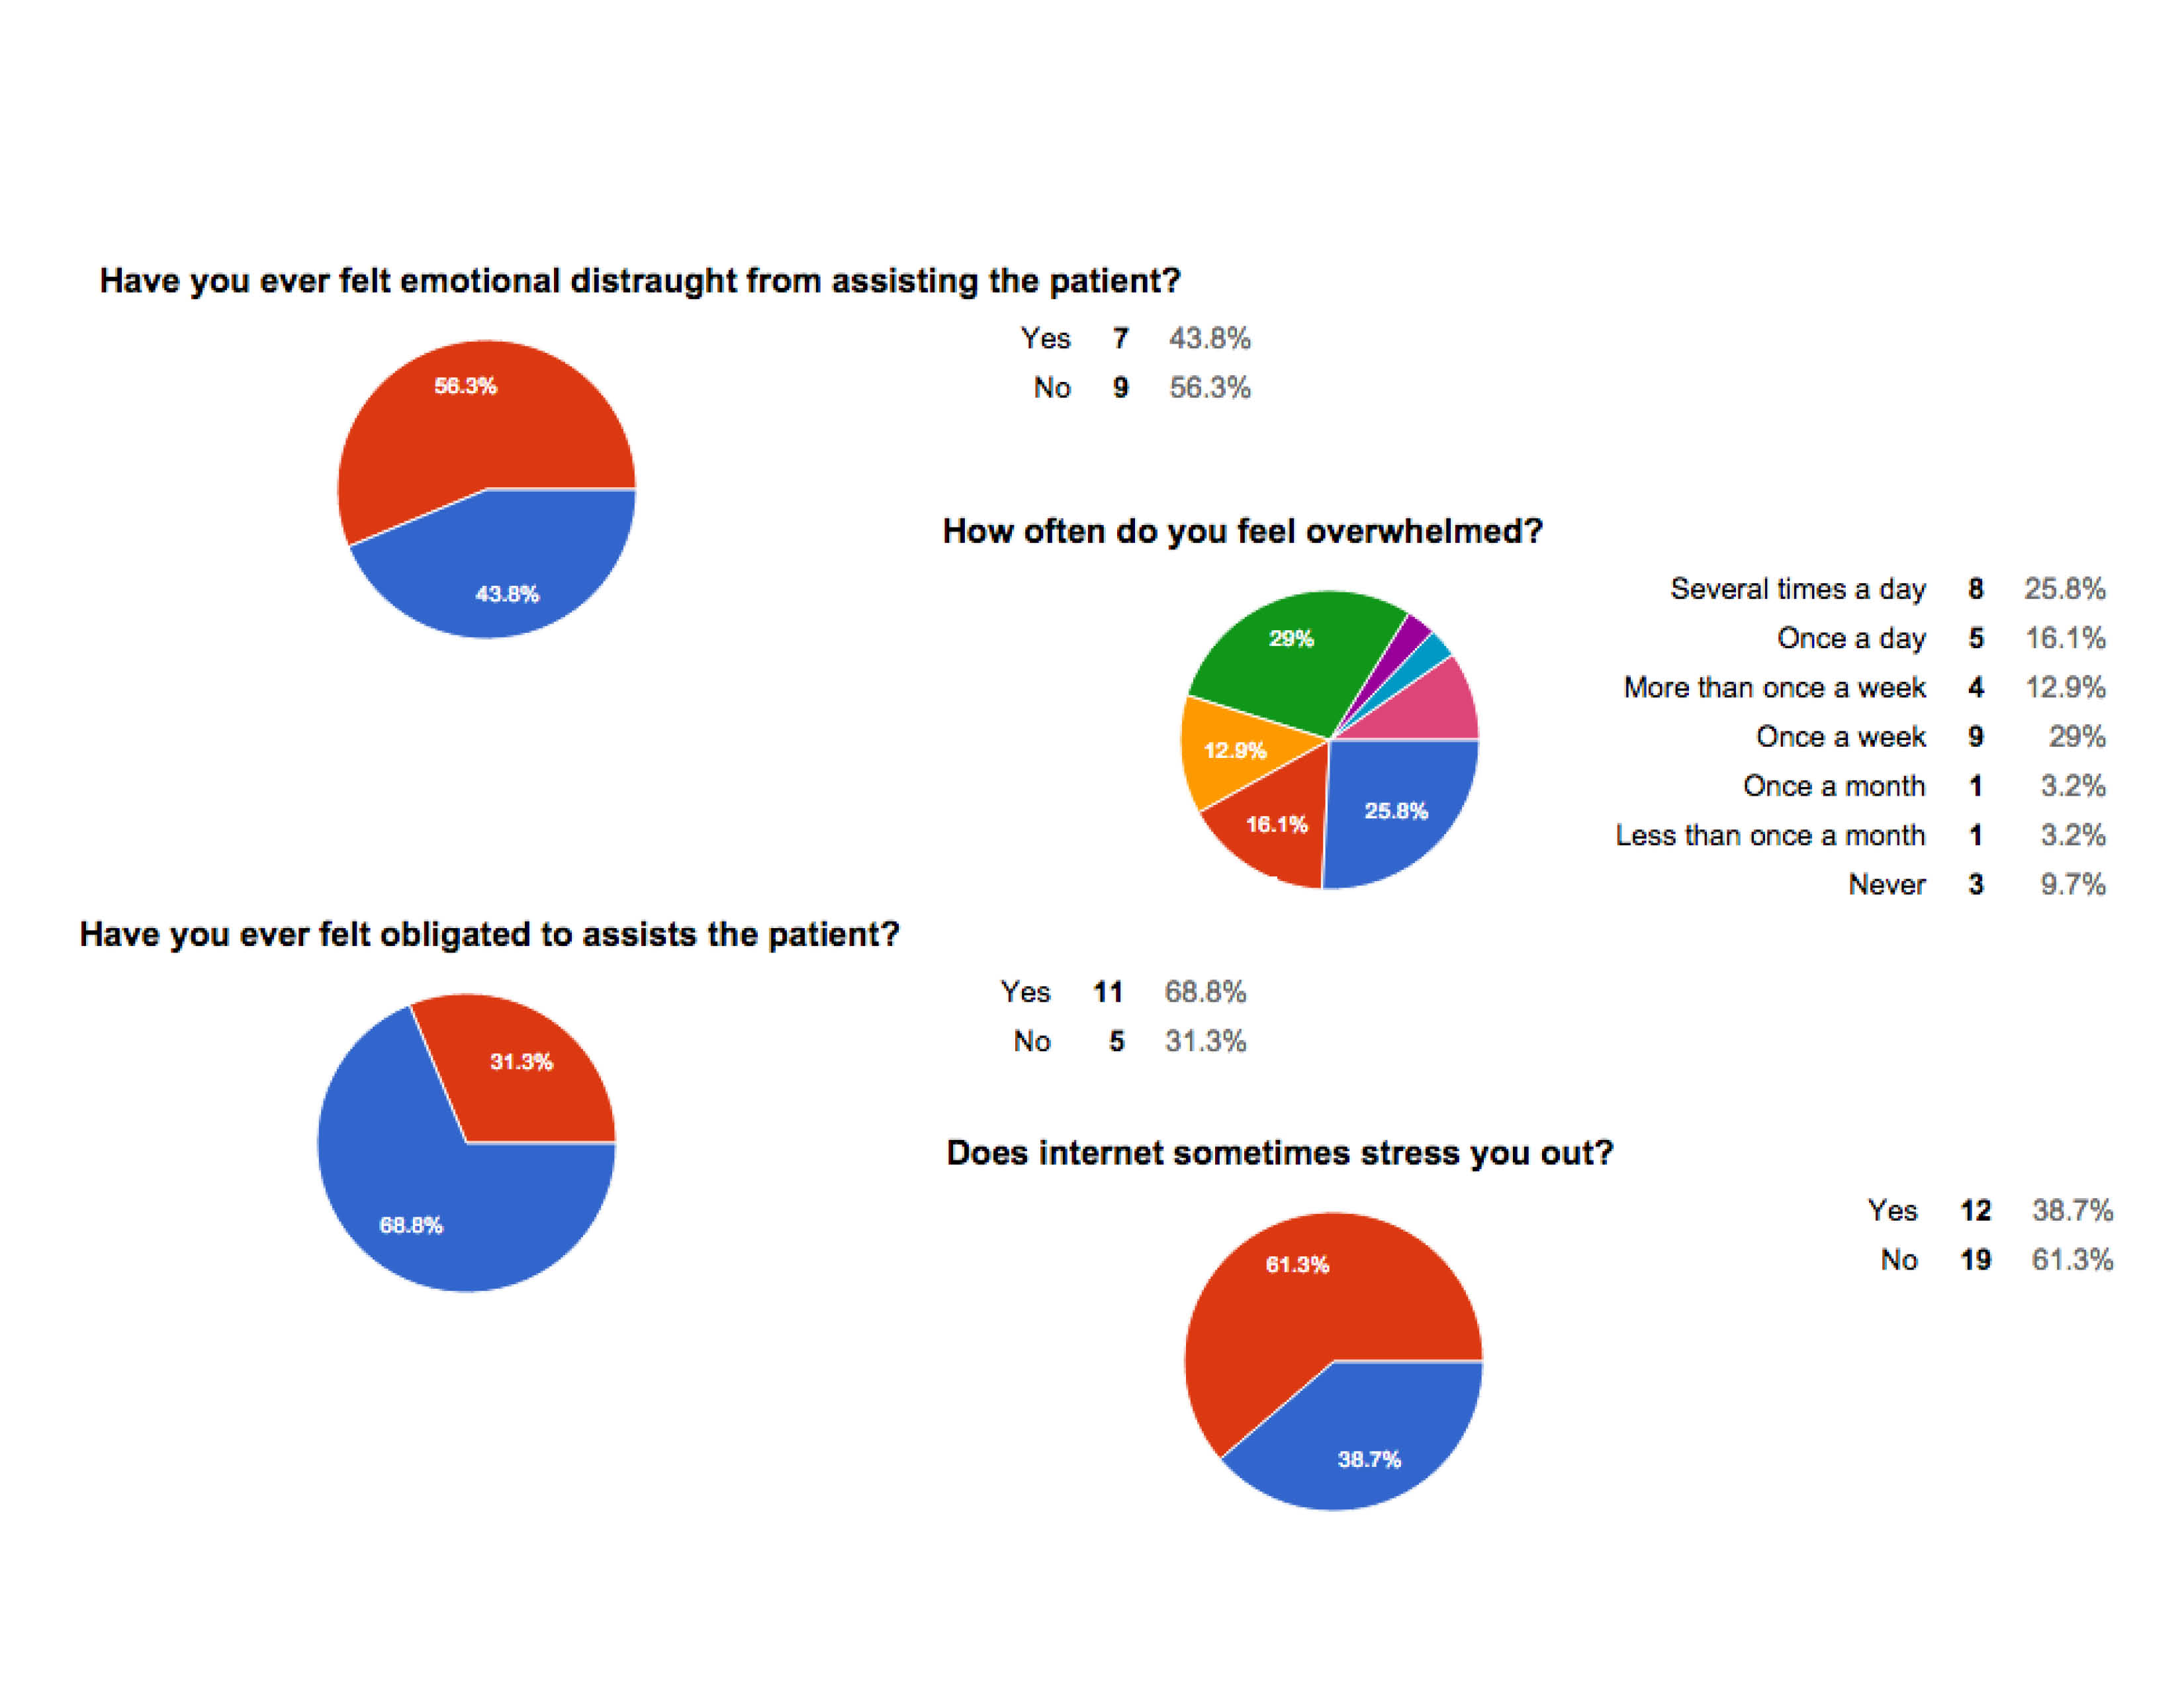 Have you ever felt emotional distraught from assisting the patient?
Yes 7 43.8%
No 9 56.3%
56.3%
43.8%
How often do you feel overwhelmed?
Several times a day 8 25.8%
Once a day 5 16.1%
More than once a week 4 12.9%
Once a week 9 29%
Once a month 1 3.2%
Less than once a month 1 3.2%
Never 3 9.7%
29%
12.9%
16.1%
25.8%
Have you ever felt obligated to assists the patient?
Yes 11 68.8%
No 5 31.3%
31.3%
68.8%
Does internet sometimes stress you out?
Yes 12 38.7%
No 19 61.3%
61.3%
38.7%